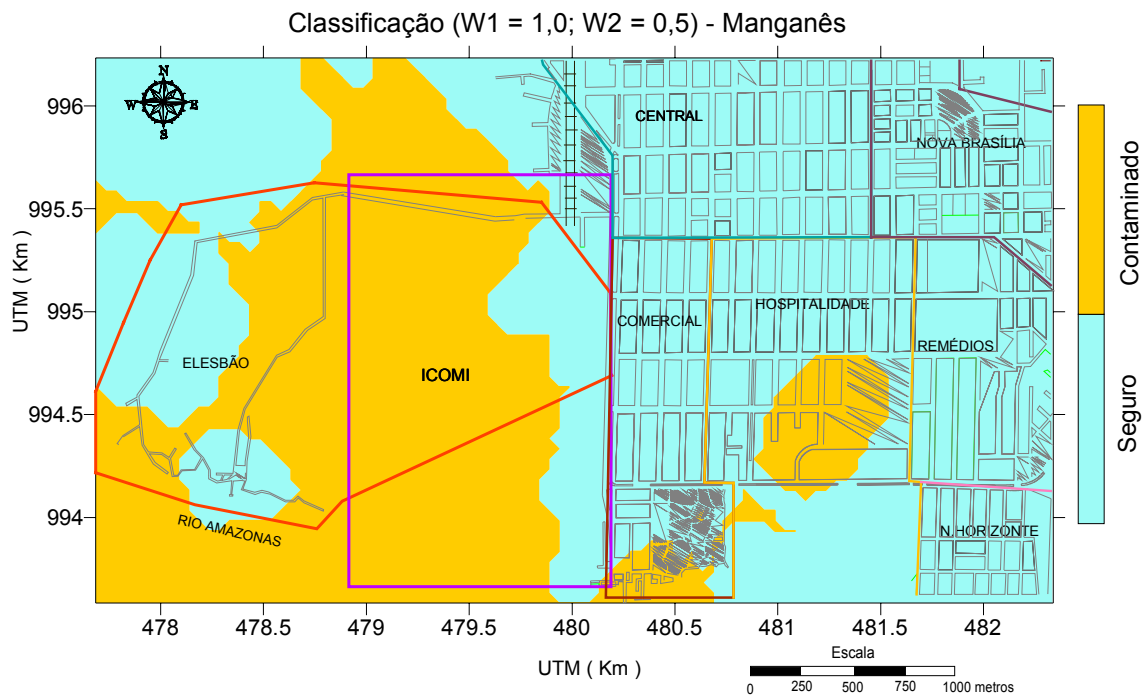 Classificação (W1 = 1,0; W2 = 0,5) - Manganês
N
W E
S
996
995.5
995
994.5
994
UTM ( Km )
CENTRAL
NOVA BRASÍLIA
HOSPITALIDADE
COMERCIAL
REMÉDIOS
ELESBÃO
ICOMI
RIO AMAZONAS
N.HORIZONTE
Contaminado
Seguro
478 478.5 479 479.5 480 480.5 481 481.5 482
UTM ( Km )
Escala
0 250 500 750 1000 metros